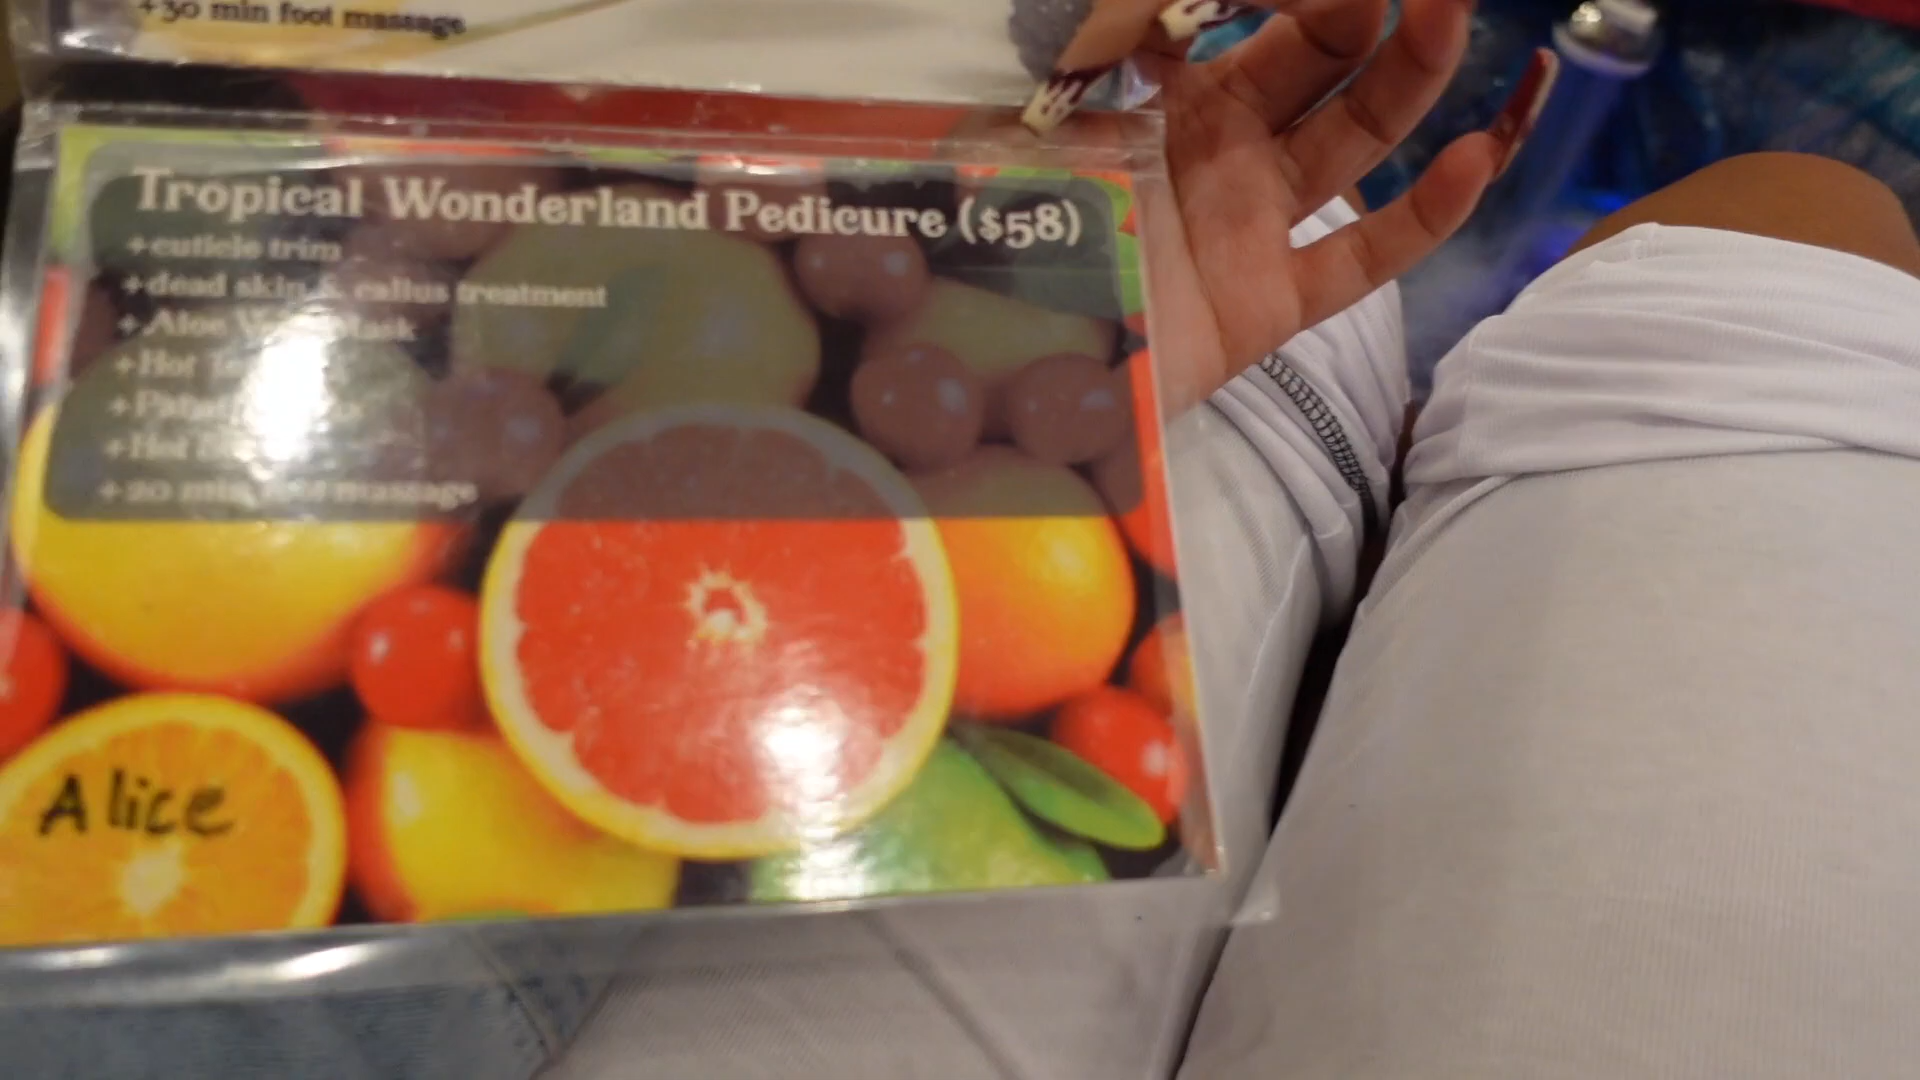 +30 min foot massage
Tropical Wonderland Pedicure ($58)
+cuticle trim
+dead skin & callus treatment
+Aloe Mask
+Hot
+Hot
+20 min foot massage
Alice